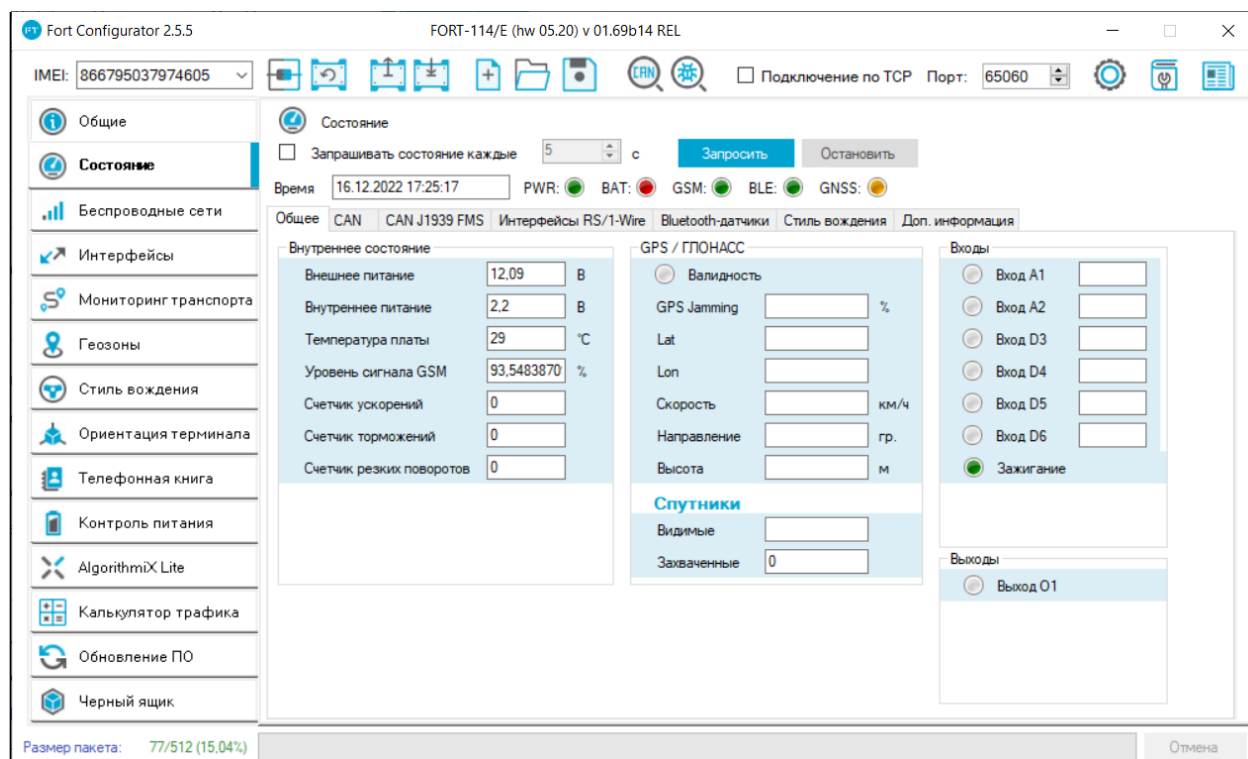 Fort Configurator 2.5.5 FORT-114/E (hw 05.20) v 01.69b14 REL
IMEI: 866795037974605 CAN Подключение по TCP Порт: 65060
Общие
Состояние
Беспроводные сети
Интерфейсы
Мониторинг транспорта
Геозоны
Стиль вождения
Ориентация терминала
Телефонная книга
Контроль питания
AlgorithmiX Lite
Калькулятор трафика
Обновление ПО
Черный ящик
Состояние
Запрашивать состояние каждые 5 с Запросить Остановить
Время 16.12.2022 17:25:17 PWR: BAT: GSM: BLE: GNSS:
Общее CAN CAN J1939 FMS Интерфейсы RS/1-Wire Bluetooth-датчики Стиль вождения Доп. информация
Внутреннее состояние
Внешнее питание 12,09 В
Внутреннее питание 2,2 В
Температура платы 29 °C
Уровень сигнала GSM 93,5483870 %
Счетчик ускорений 0
Счетчик торможений 0
Счетчик резких поворотов 0
GPS / ГЛОНАСС
Валидность
GPS Jamming %
Lat
Lon
Скорость км/ч
Направление гр.
Высота м
Спутники
Видимые
Захваченные 0
Входы
Вход A1
Вход A2
Вход D3
Вход D4
Вход D5
Вход D6
Зажигание
Выходы
Выход O1
Размер пакета: 77/512 (15,04%) Отмена